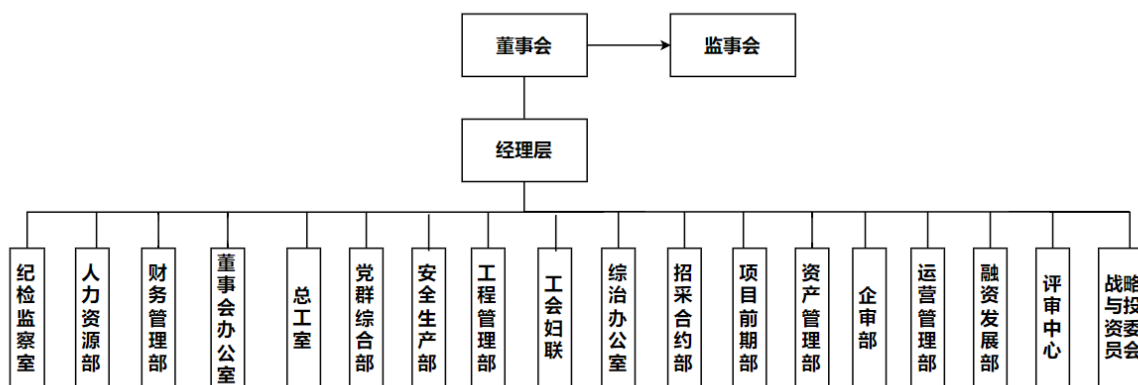 董事会
监事会
经理层
纪检监察室
人力资源部
财务管理部
董事会办公室
总工室
党群综合部
安全生产部
工程管理部
工会妇联
综治办公室
招采合约部
项目前期部
资产管理部
企审部
运营管理部
融资发展部
评审中心
战略与投资委员会